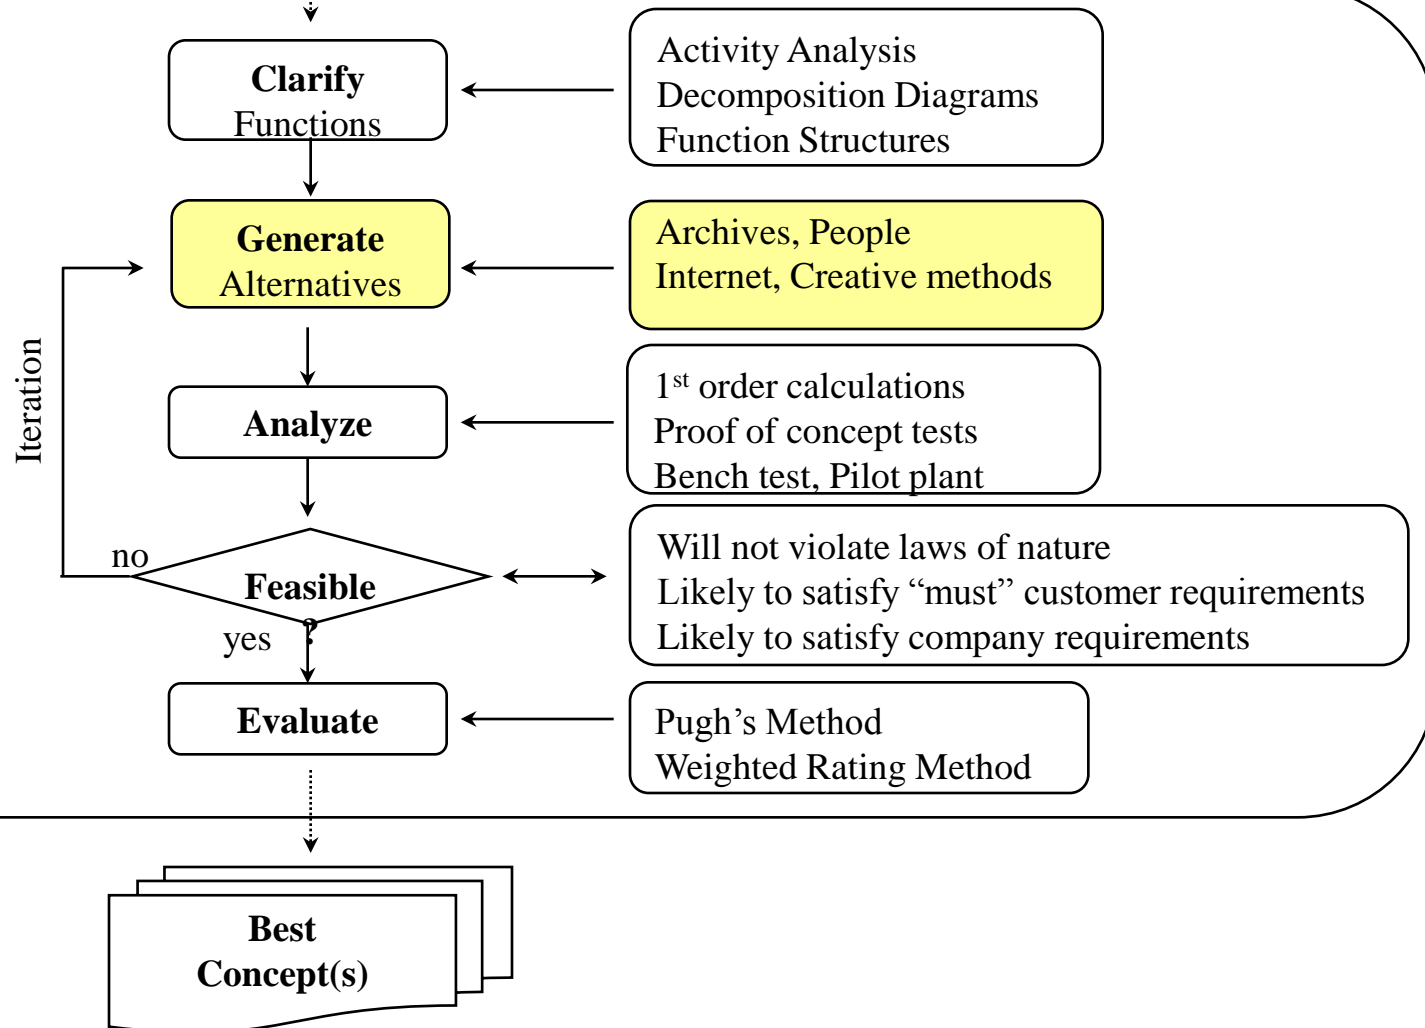 Clarify
Functions
Activity Analysis
Decomposition Diagrams
Function Structures
Generate
Alternatives
Archives, People
Internet, Creative methods
Iteration
Analyze
1st order calculations
Proof of concept tests
Bench test, Pilot plant
no
Feasible
?
yes
Will not violate laws of nature
Likely to satisfy “must” customer requirements
Likely to satisfy company requirements
Evaluate
Pugh’s Method
Weighted Rating Method
Best
Concept(s)